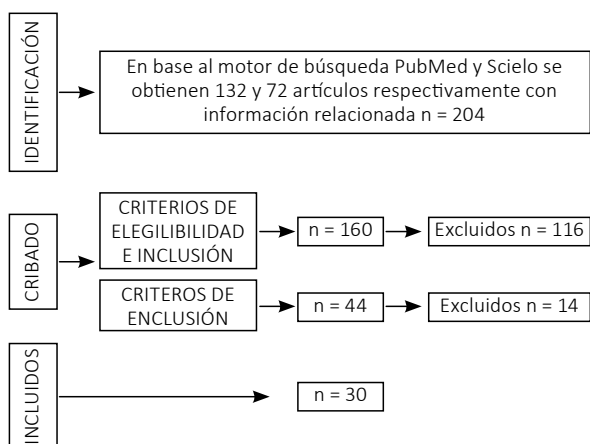 IDENTIFICACIÓN
En base al motor de búsqueda PubMed y Scielo se
obtienen 132 y 72 artículos respectivamente con
información relacionada n = 204
CRIBADO
CRITERIOS DE
ELEGILIBILIDAD
E INCLUSIÓN
n = 160
Excluidos n = 116
CRITEROS DE
ENCLUSIÓN
n = 44
Excluidos n = 14
INCLUIDOS
n = 30